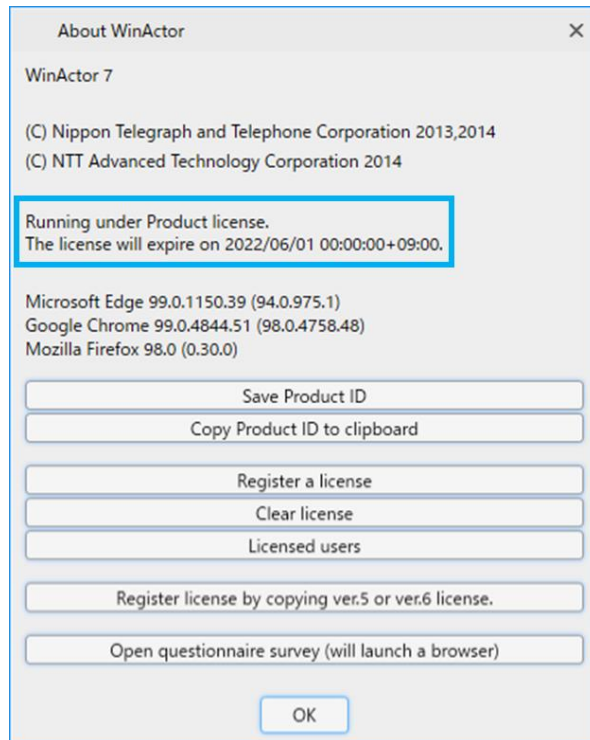 About WinActor
WinActor 7
(C) Nippon Telegraph and Telephone Corporation 2013,2014
(C) NTT Advanced Technology Corporation 2014
Running under Product license.
The license will expire on 2022/06/01 00:00:00+09:00.
Microsoft Edge 99.0.1150.39 (94.0.975.1)
Google Chrome 99.0.4844.51 (98.0.4758.48)
Mozilla Firefox 98.0 (0.30.0)
Save Product ID
Copy Product ID to clipboard
Register a license
Clear license
Licensed users
Register license by copying ver.5 or ver.6 license.
Open questionnaire survey (will launch a browser)
OK